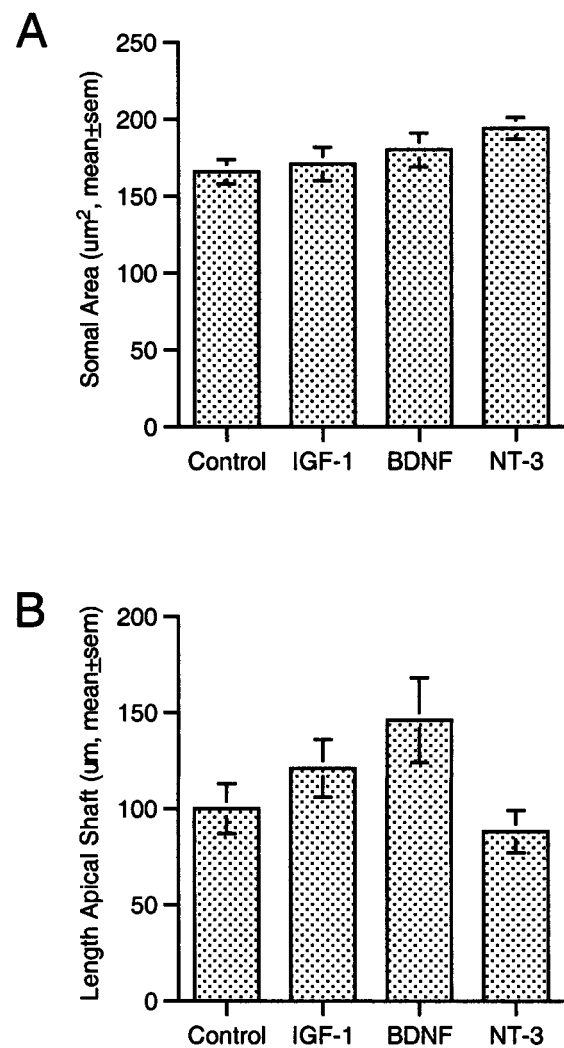 A
Somal Area (um², mean±sem)
250
200
150
100
50
0
Control IGF-1 BDNF NT-3
B
Length Apical Shaft (um, mean±sem)
200
150
100
50
0
Control IGF-1 BDNF NT-3